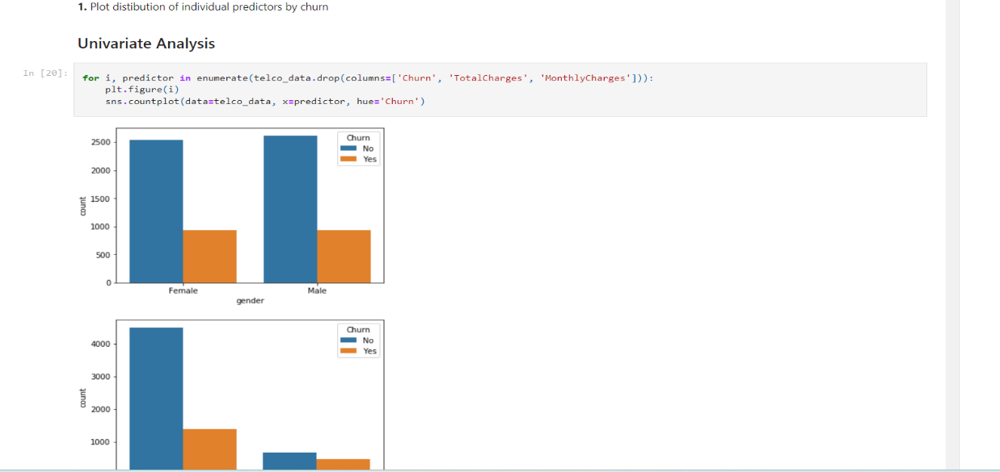 1. Plot distibution of individual predictors by churn
Univariate Analysis
In [20]:
for i, predictor in enumerate(telco_data.drop(columns=['Churn', 'TotalCharges', 'MonthlyCharges'])):
    plt.figure(i)
    sns.countplot(data=telco_data, x=predictor, hue='Churn')
2500
2000
1500
1000
500
0
count
Churn
No
Yes
Female Male
gender
4000
3000
2000
1000
count
Churn
No
Yes